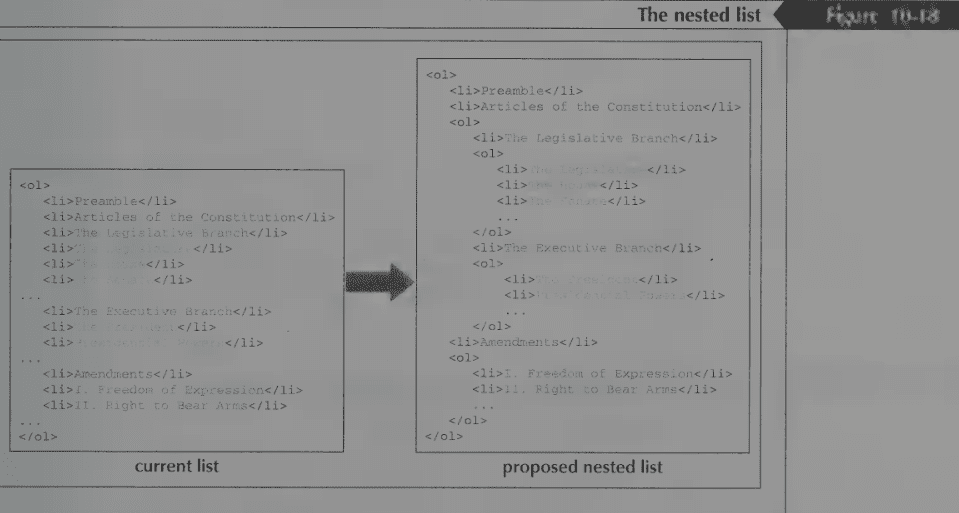 The nested list
Figure 10-18
<ol>
<li>Preamble</li>
<li>Articles of the Constitution</li>
<li>The Legislative Branch</li>
<li></li>
<li></li>
<li></li>
...
<li>The Executive Branch</li>
<li></li>
<li></li>
...
<li>Amendments</li>
<li>I. Freedom of Expression</li>
<li>II. Right to Bear Arms</li>
...
</ol>
current list
<ol>
<li>Preamble</li>
<li>Articles of the Constitution</li>
<ol>
<li>The Legislative Branch</li>
<ol>
<li></li>
<li></li>
<li></li>
...
</ol>
<li>The Executive Branch</li>
<ol>
<li></li>
<li></li>
...
</ol>
<li>Amendments</li>
<ol>
<li>I. Freedom of Expression</li>
<li>II. Right to Bear Arms</li>
...
</ol>
</ol>
proposed nested list